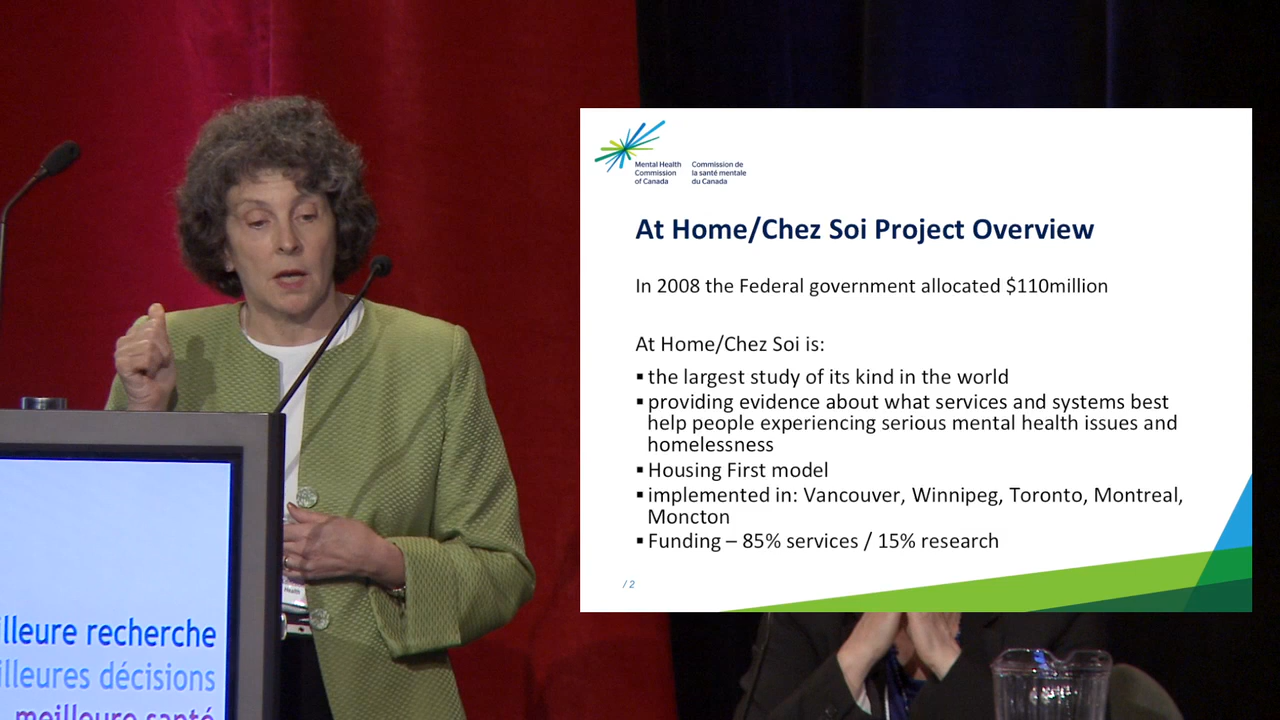 Mental Health
Commission
of Canada
Commission de
la santé mentale
du Canada
At Home/Chez Soi Project Overview
In 2008 the Federal government allocated $110million
At Home/Chez Soi is:
▪ the largest study of its kind in the world
▪ providing evidence about what services and systems best
help people experiencing serious mental health issues and
homelessness
▪ Housing First model
▪ implemented in: Vancouver, Winnipeg, Toronto, Montreal,
Moncton
▪ Funding – 85% services / 15% research
/ 2
Health
illeure recherche
illeures décisions
meilleure santé